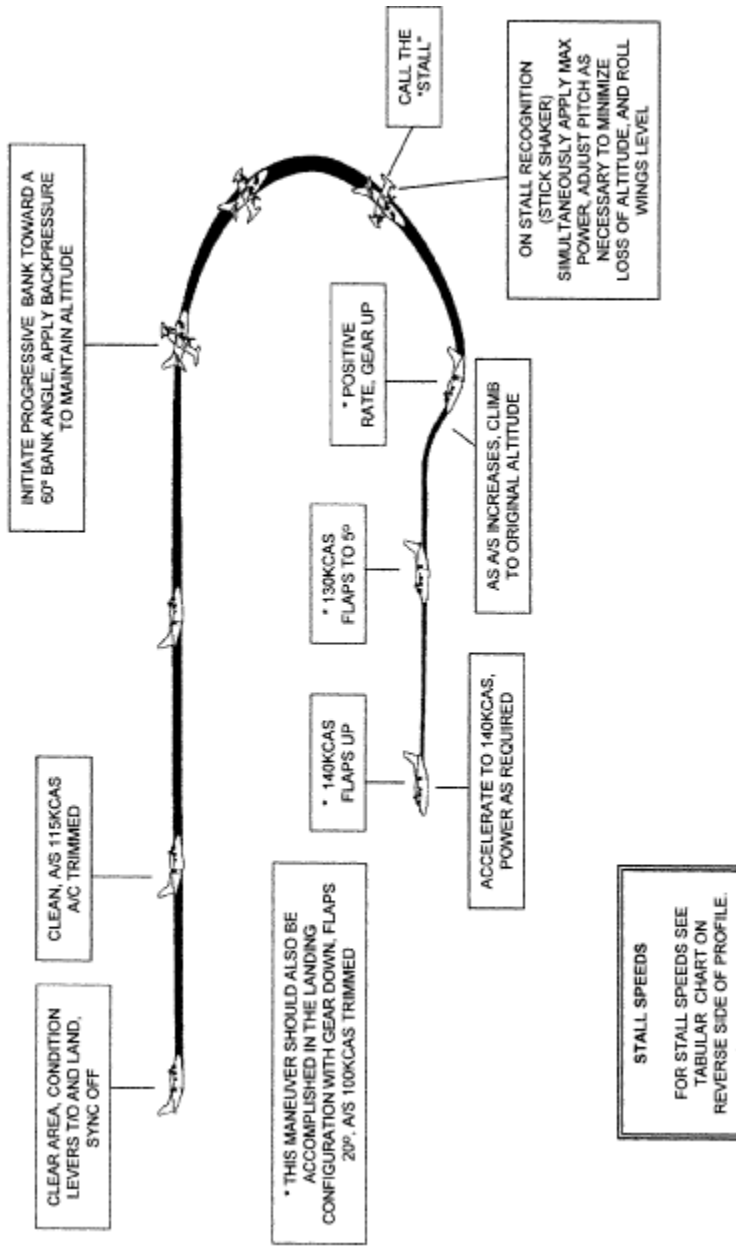 CLEAR AREA, CONDITION
LEVERS T/O AND LAND,
SYNC OFF
CLEAN, A/S 115KCAS
A/C TRIMMED
INITIATE PROGRESSIVE BANK TOWARD A
60º BANK ANGLE, APPLY BACKPRESSURE
TO MAINTAIN ALTITUDE
CALL THE
"STALL"
ON STALL RECOGNITION
(STICK SHAKER)
SIMULTANEOUSLY APPLY MAX
POWER, ADJUST PITCH AS
NECESSARY TO MINIMIZE
LOSS OF ALTITUDE, AND ROLL
WINGS LEVEL
* POSITIVE
RATE, GEAR UP
AS A/S INCREASES, CLIMB
TO ORIGINAL ALTITUDE
* 130KCAS
FLAPS TO 5º
* 140KCAS
FLAPS UP
ACCELERATE TO 140KCAS,
POWER AS REQUIRED
* THIS MANEUVER SHOULD ALSO BE
ACCOMPLISHED IN THE LANDING
CONFIGURATION WITH GEAR DOWN, FLAPS
20º, A/S 100KCAS TRIMMED
STALL SPEEDS
FOR STALL SPEEDS SEE
TABULAR CHART ON
REVERSE SIDE OF PROFILE.